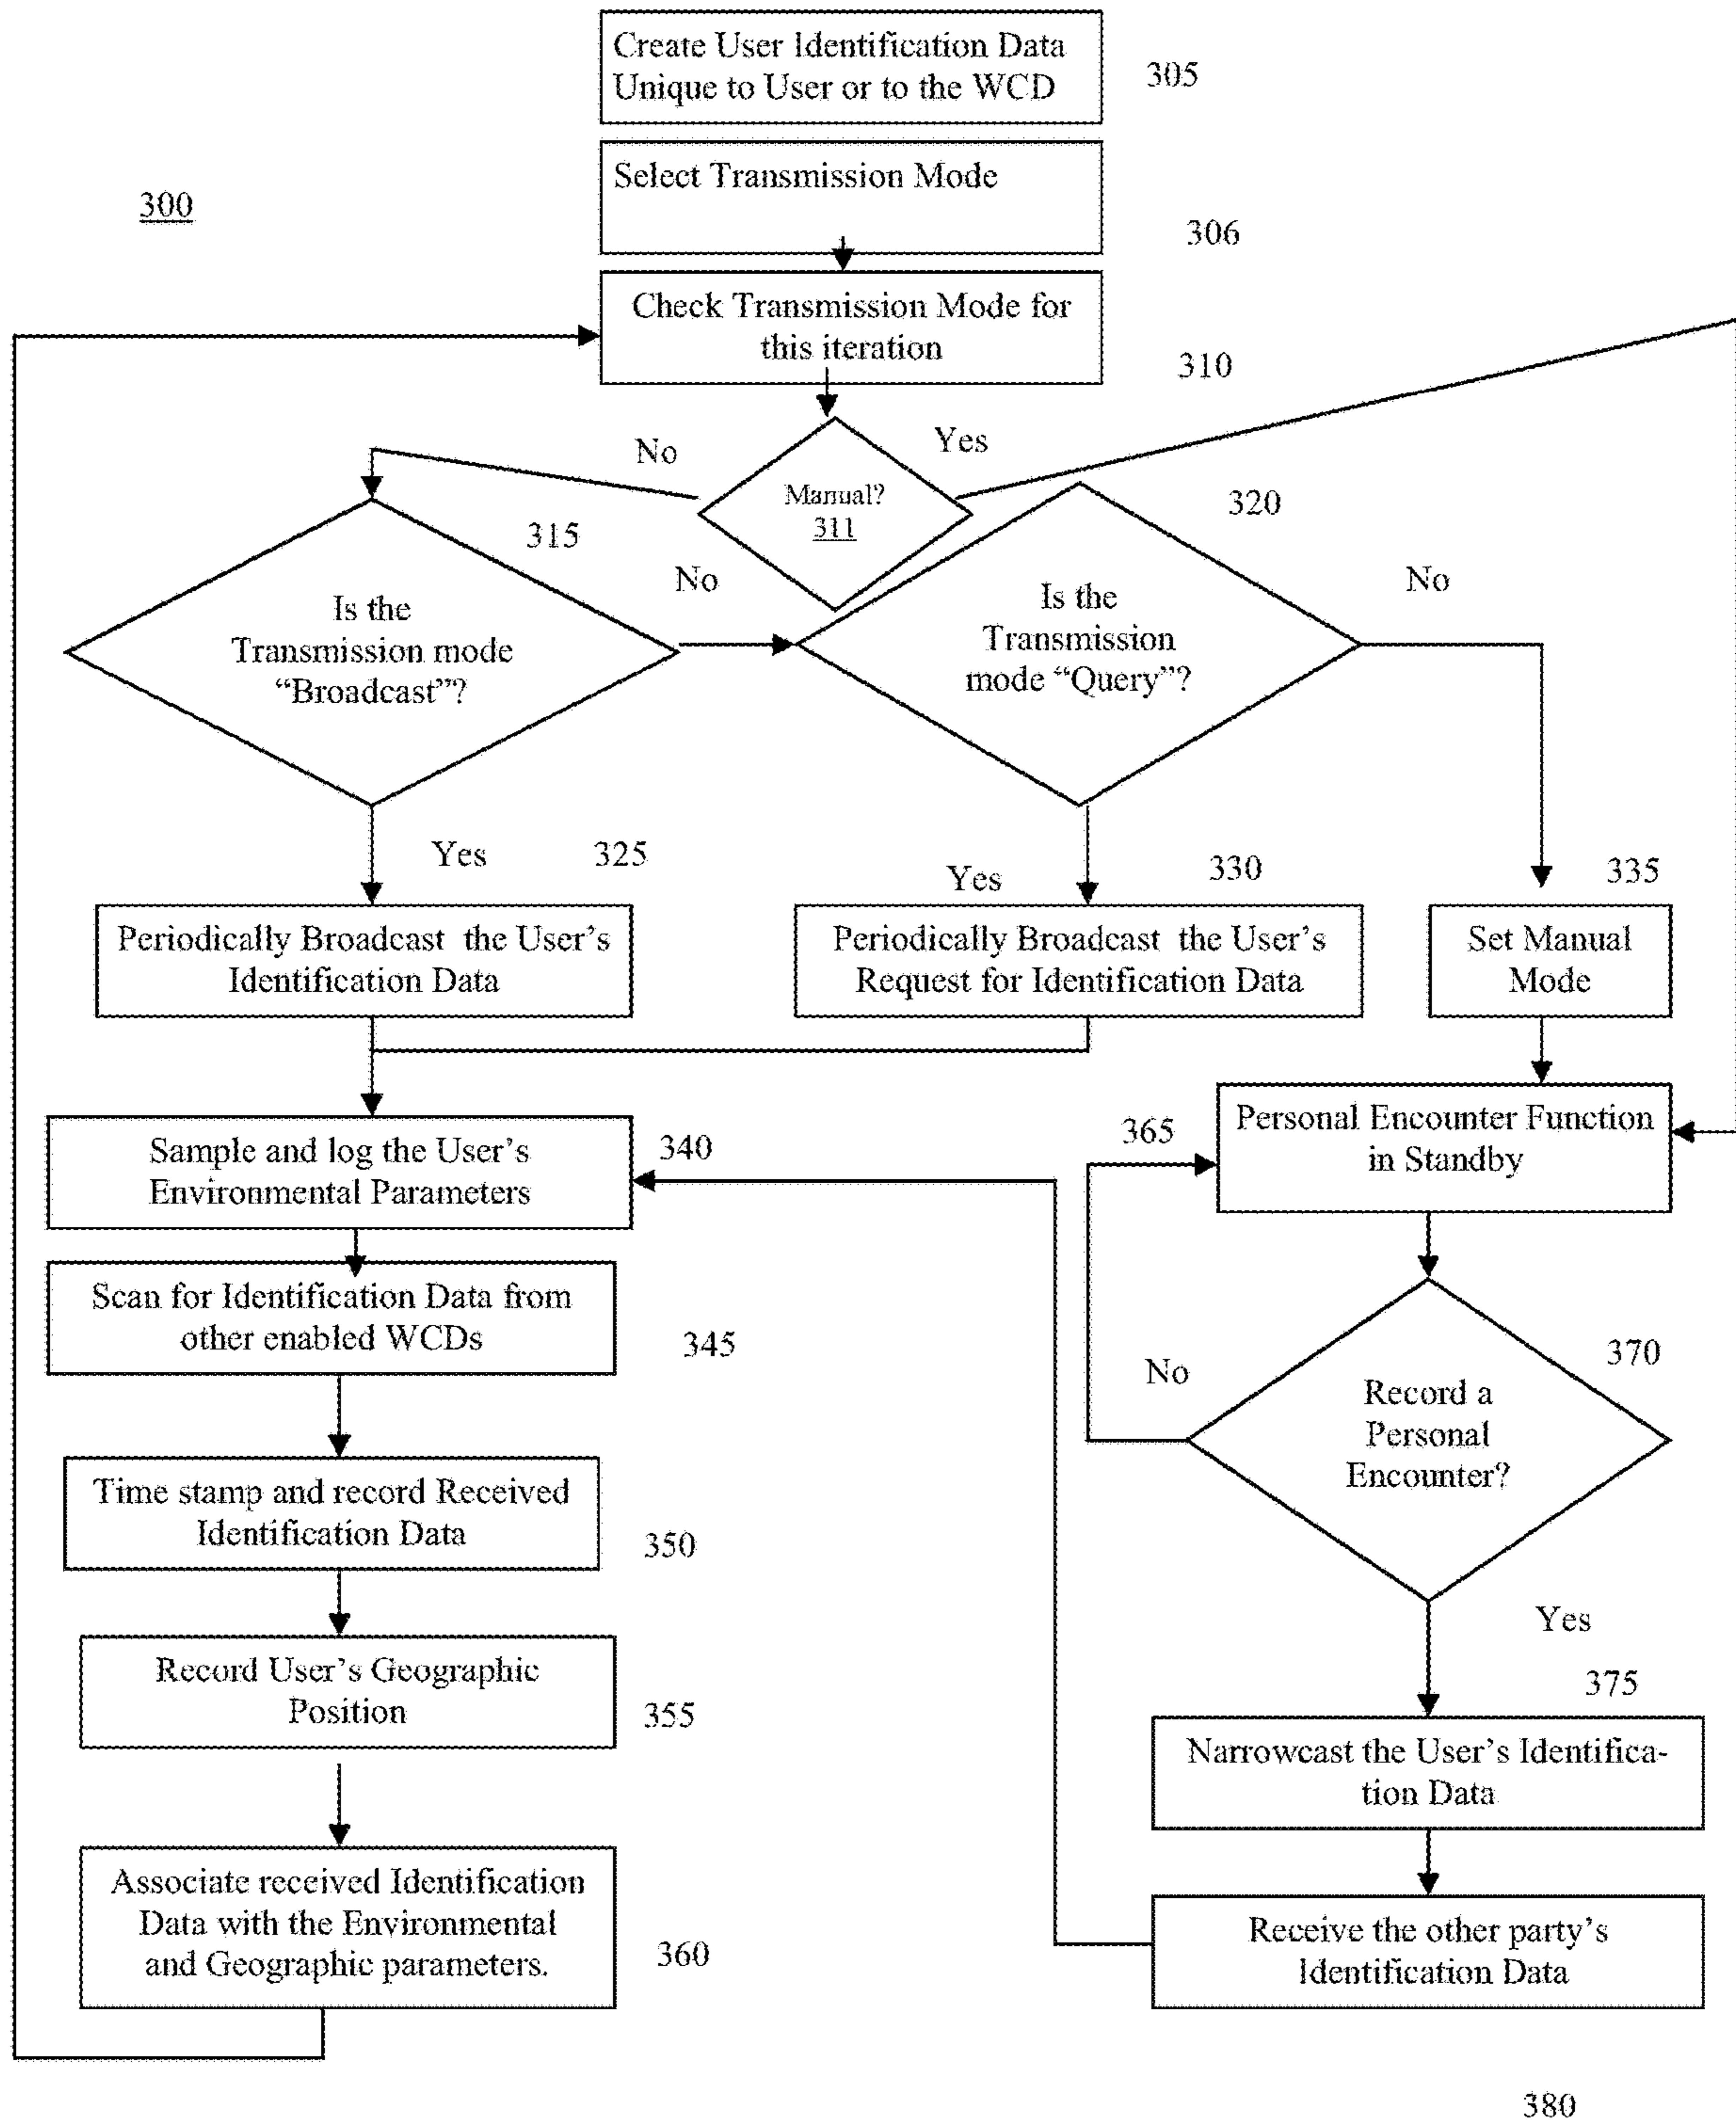 Create User Identification Data
Unique to User or to the WCD
305
Select Transmission Mode
300
306
Check Transmission Mode for
this iteration
310
No
Yes
Manual?
311
320
315
No
No
Is the
Transmission mode
“Broadcast”?
Is the
Transmission
mode “Query”?
Yes
325
Yes
330
335
Periodically Broadcast the User’s
Identification Data
Periodically Broadcast the User’s
Request for Identification Data
Set Manual
Mode
Sample and log the User’s
Environmental Parameters
340
365
Personal Encounter Function
in Standby
Scan for Identification Data from
other enabled WCDs
345
No
370
Record a
Personal
Encounter?
Time stamp and record Received
Identification Data
350
Yes
Record User’s Geographic
Position
355
375
Narrowcast the User’s Identifica-
tion Data
Associate received Identification
Data with the Environmental
and Geographic parameters.
360
Receive the other party’s
Identification Data
380